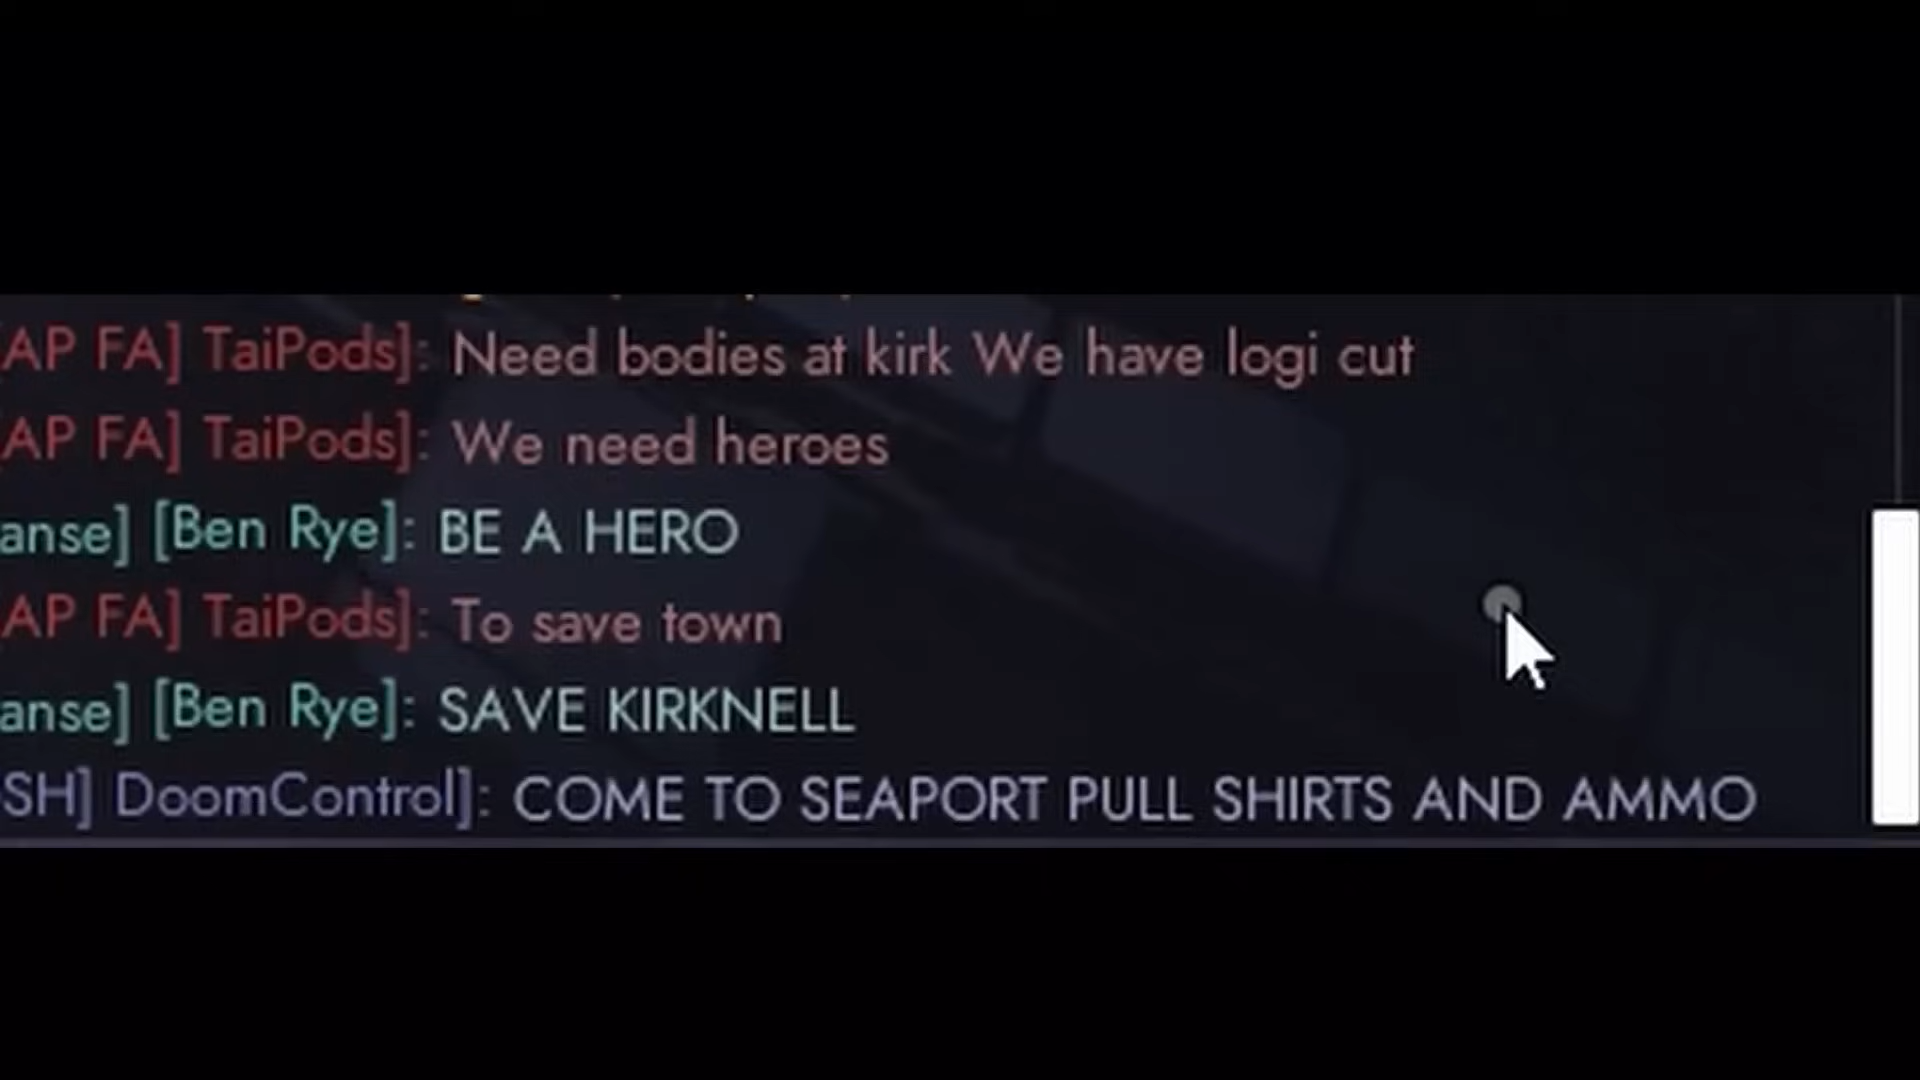 AP FA] TaiPods]: Need bodies at kirk We have logi cut
AP FA] TaiPods]: We need heroes
anse] [Ben Rye]: BE A HERO
AP FA] TaiPods]: To save town
anse] [Ben Rye]: SAVE KIRKNELL
SH] DoomControl]: COME TO SEAPORT PULL SHIRTS AND AMMO